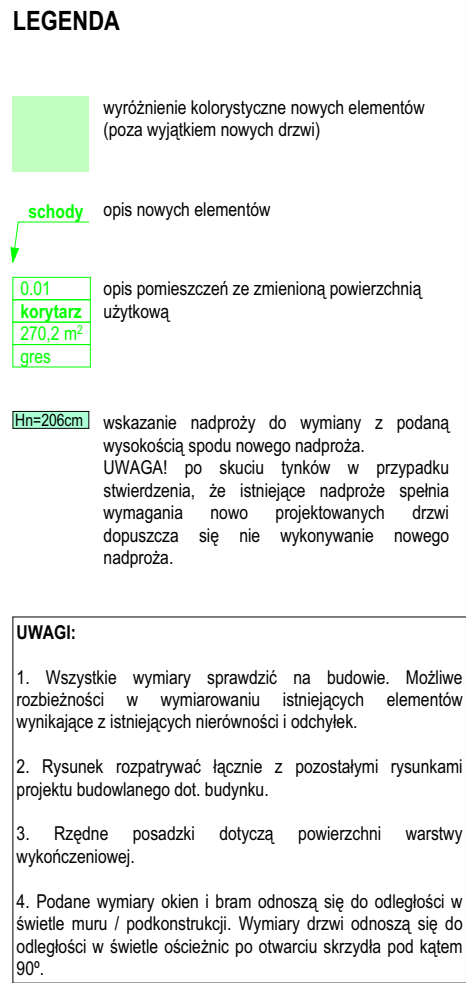 LEGENDA
wyróżnienie kolorystyczne nowych elementów
(poza wyjątkiem nowych drzwi)
schody
opis nowych elementów
0.01
korytarz
270,2 m²
gres
opis pomieszczeń ze zmienioną powierzchnią
użytkową
Hn=206cm
wskazanie nadproży do wymiany z podaną
wysokością spodu nowego nadproża.
UWAGA! po skuciu tynków w przypadku
stwierdzenia, że istniejące nadproże spełnia
wymagania nowo projektowanych drzwi
dopuszcza się nie wykonywanie nowego
nadproża.
UWAGI:
1. Wszystkie wymiary sprawdzić na budowie. Możliwe
rozbieżności w wymiarowaniu istniejących elementów
wynikające z istniejących nierówności i odchyłek.
2. Rysunek rozpatrywać łącznie z pozostałymi rysunkami
projektu budowlanego dot. budynku.
3. Rzędne posadzki dotyczą powierzchni warstwy
wykończeniowej.
4. Podane wymiary okien i bram odnoszą się do odległości w
świetle muru / podkonstrukcji. Wymiary drzwi odnoszą się do
odległości w świetle ościeżnic po otwarciu skrzydła pod kątem
90º.